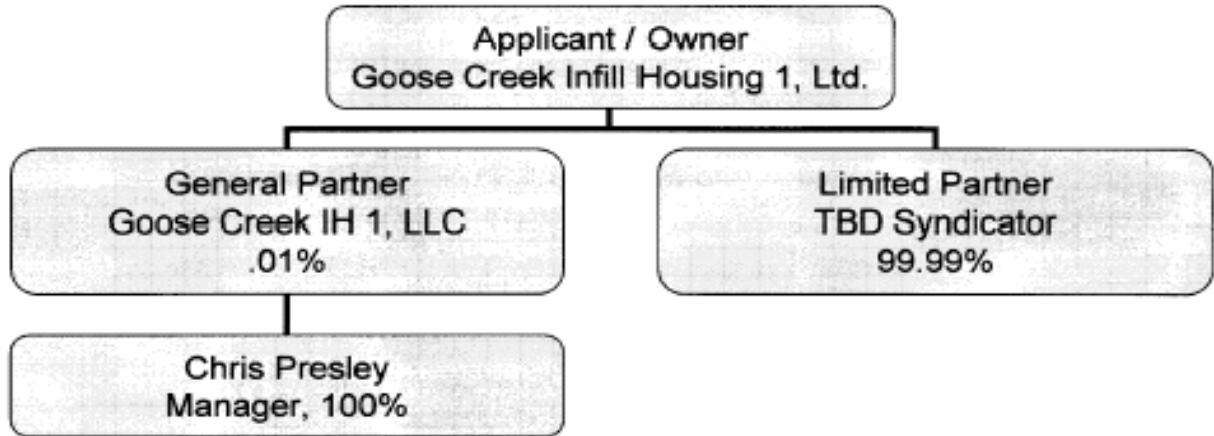 Applicant / Owner
Goose Creek Infill Housing 1, Ltd.
General Partner
Goose Creek IH 1, LLC
.01%
Limited Partner
TBD Syndicator
99.99%
Chris Presley
Manager, 100%